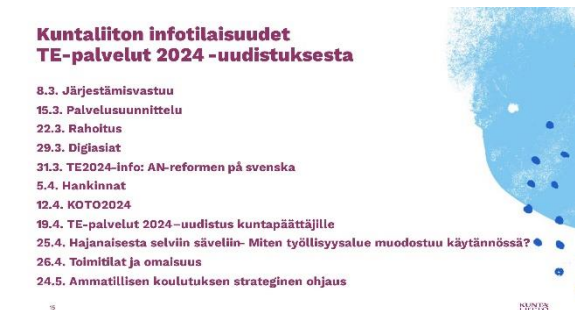 Kuntaliiton infotilaisuudet
TE-palvelut 2024 -uudistuksesta
8.3. Järjestämisvastuu
15.3. Palvelusuunnittelu
22.3. Rahoitus
29.3. Digiasiat
31.3. TE2024-info: AN-reformen på svenska
5.4. Hankinnat
12.4. KOTO2024
19.4. TE-palvelut 2024–uudistus kuntapäättäjille
25.4. Hajanaisesta selviin säveliin- Miten työllisyysalue muodostuu käytännössä?
26.4. Toimitilat ja omaisuus
24.5. Ammatillisen koulutuksen strateginen ohjaus
15
KUNTA
LIITTO